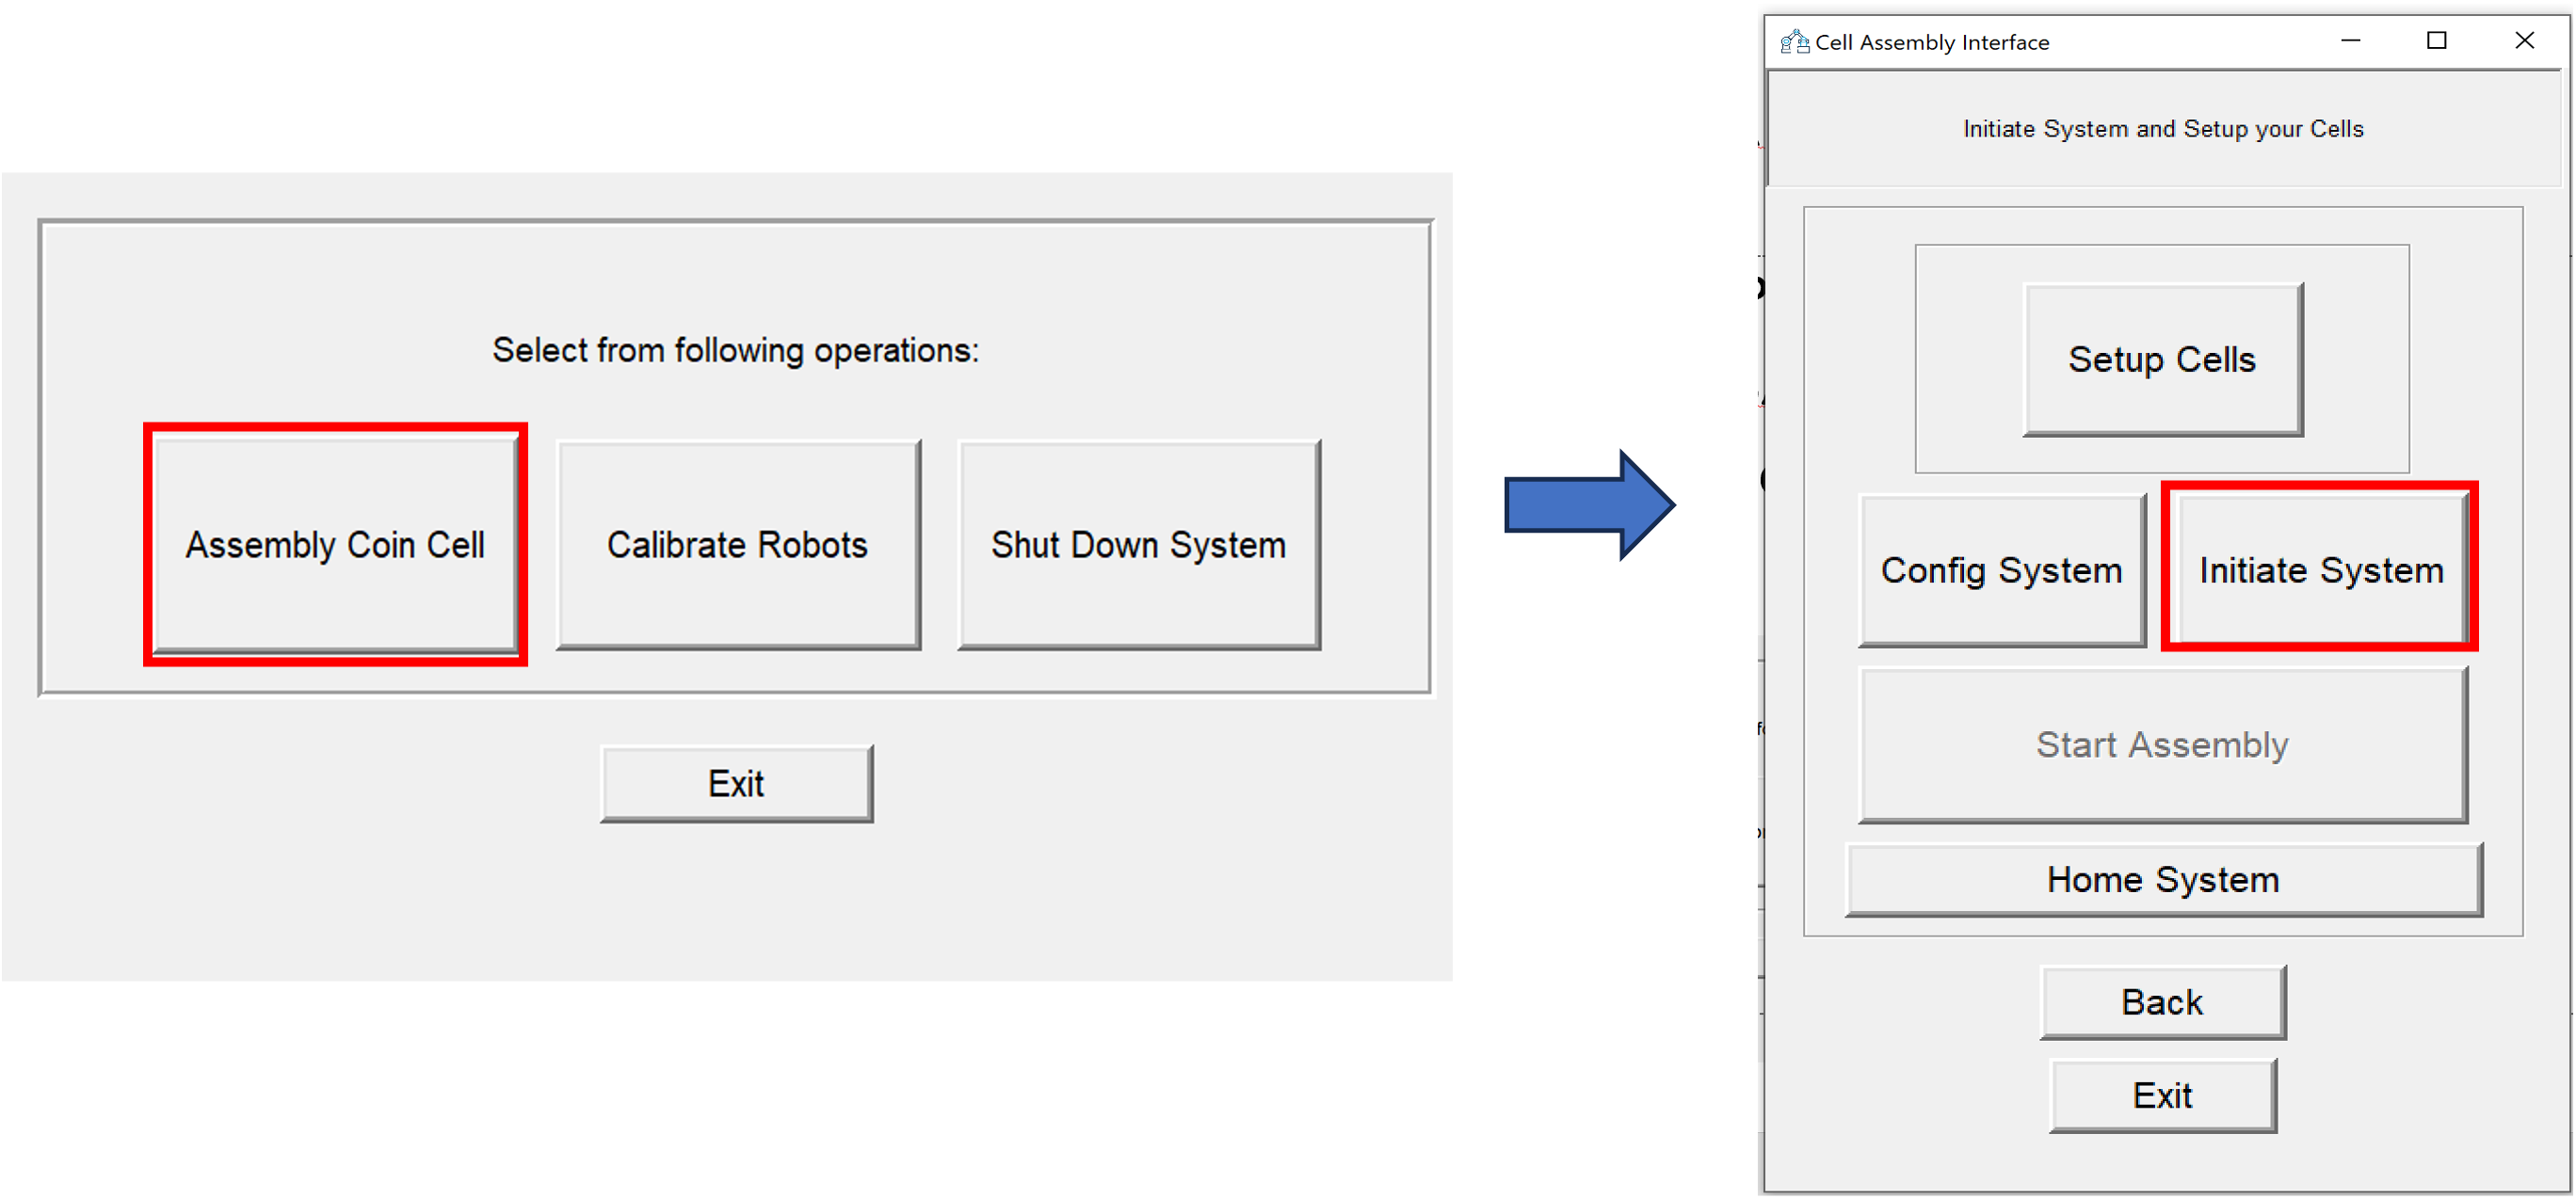 Select from following operations:
Assembly Coin Cell
Calibrate Robots
Shut Down System
Exit
Cell Assembly Interface
Initiate System and Setup your Cells
Setup Cells
Config System
Initiate System
Start Assembly
Home System
Back
Exit